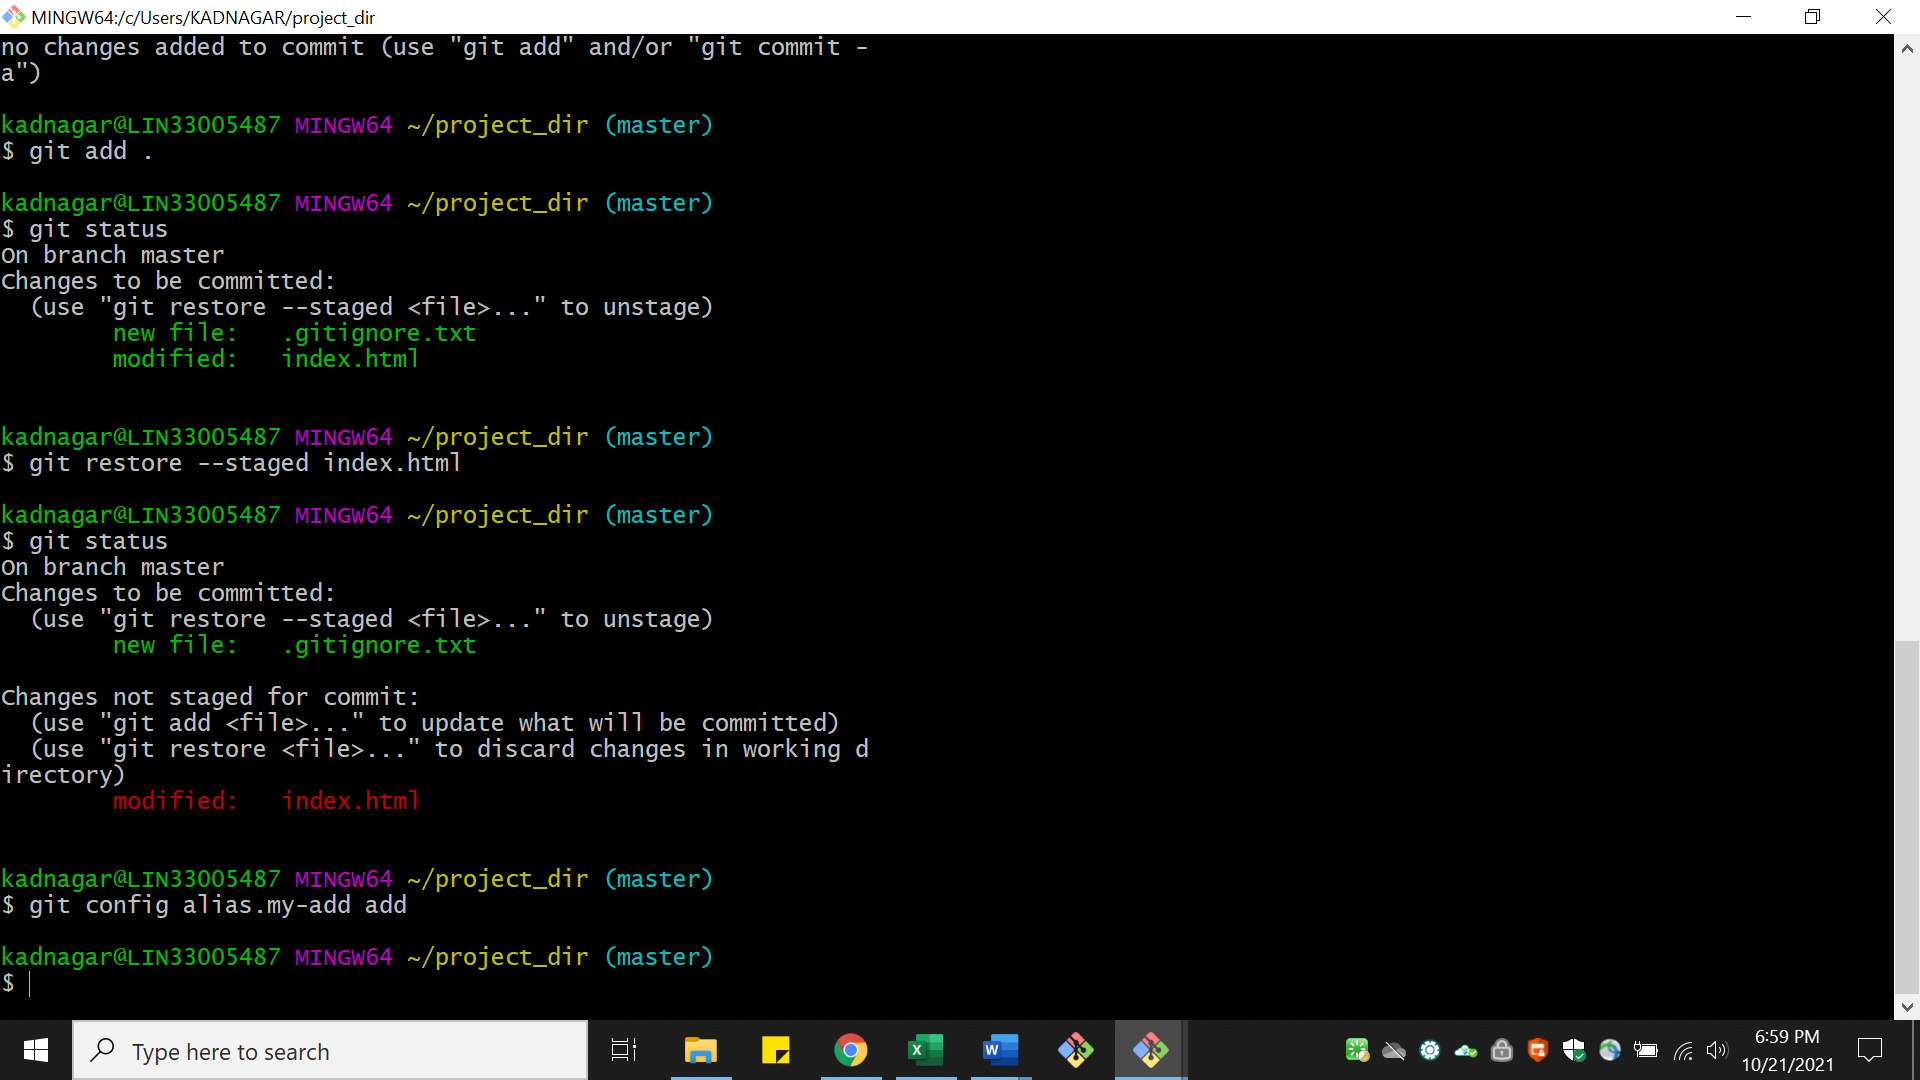 MINGW64:/c/Users/KADNAGAR/project_dir
no changes added to commit (use "git add" and/or "git commit -
a")
kadnagar@LIN33005487 MINGW64 ~/project_dir (master)
$ git add .
kadnagar@LIN33005487 MINGW64 ~/project_dir (master)
$ git status
On branch master
Changes to be committed:
  (use "git restore --staged <file>..." to unstage)
        new file:   .gitignore.txt
        modified:   index.html
kadnagar@LIN33005487 MINGW64 ~/project_dir (master)
$ git restore --staged index.html
kadnagar@LIN33005487 MINGW64 ~/project_dir (master)
$ git status
On branch master
Changes to be committed:
  (use "git restore --staged <file>..." to unstage)
        new file:   .gitignore.txt
Changes not staged for commit:
  (use "git add <file>..." to update what will be committed)
  (use "git restore <file>..." to discard changes in working d
irectory)
        modified:   index.html
kadnagar@LIN33005487 MINGW64 ~/project_dir (master)
$ git config alias.my-add add
kadnagar@LIN33005487 MINGW64 ~/project_dir (master)
$
Type here to search
6:59 PM
10/21/2021